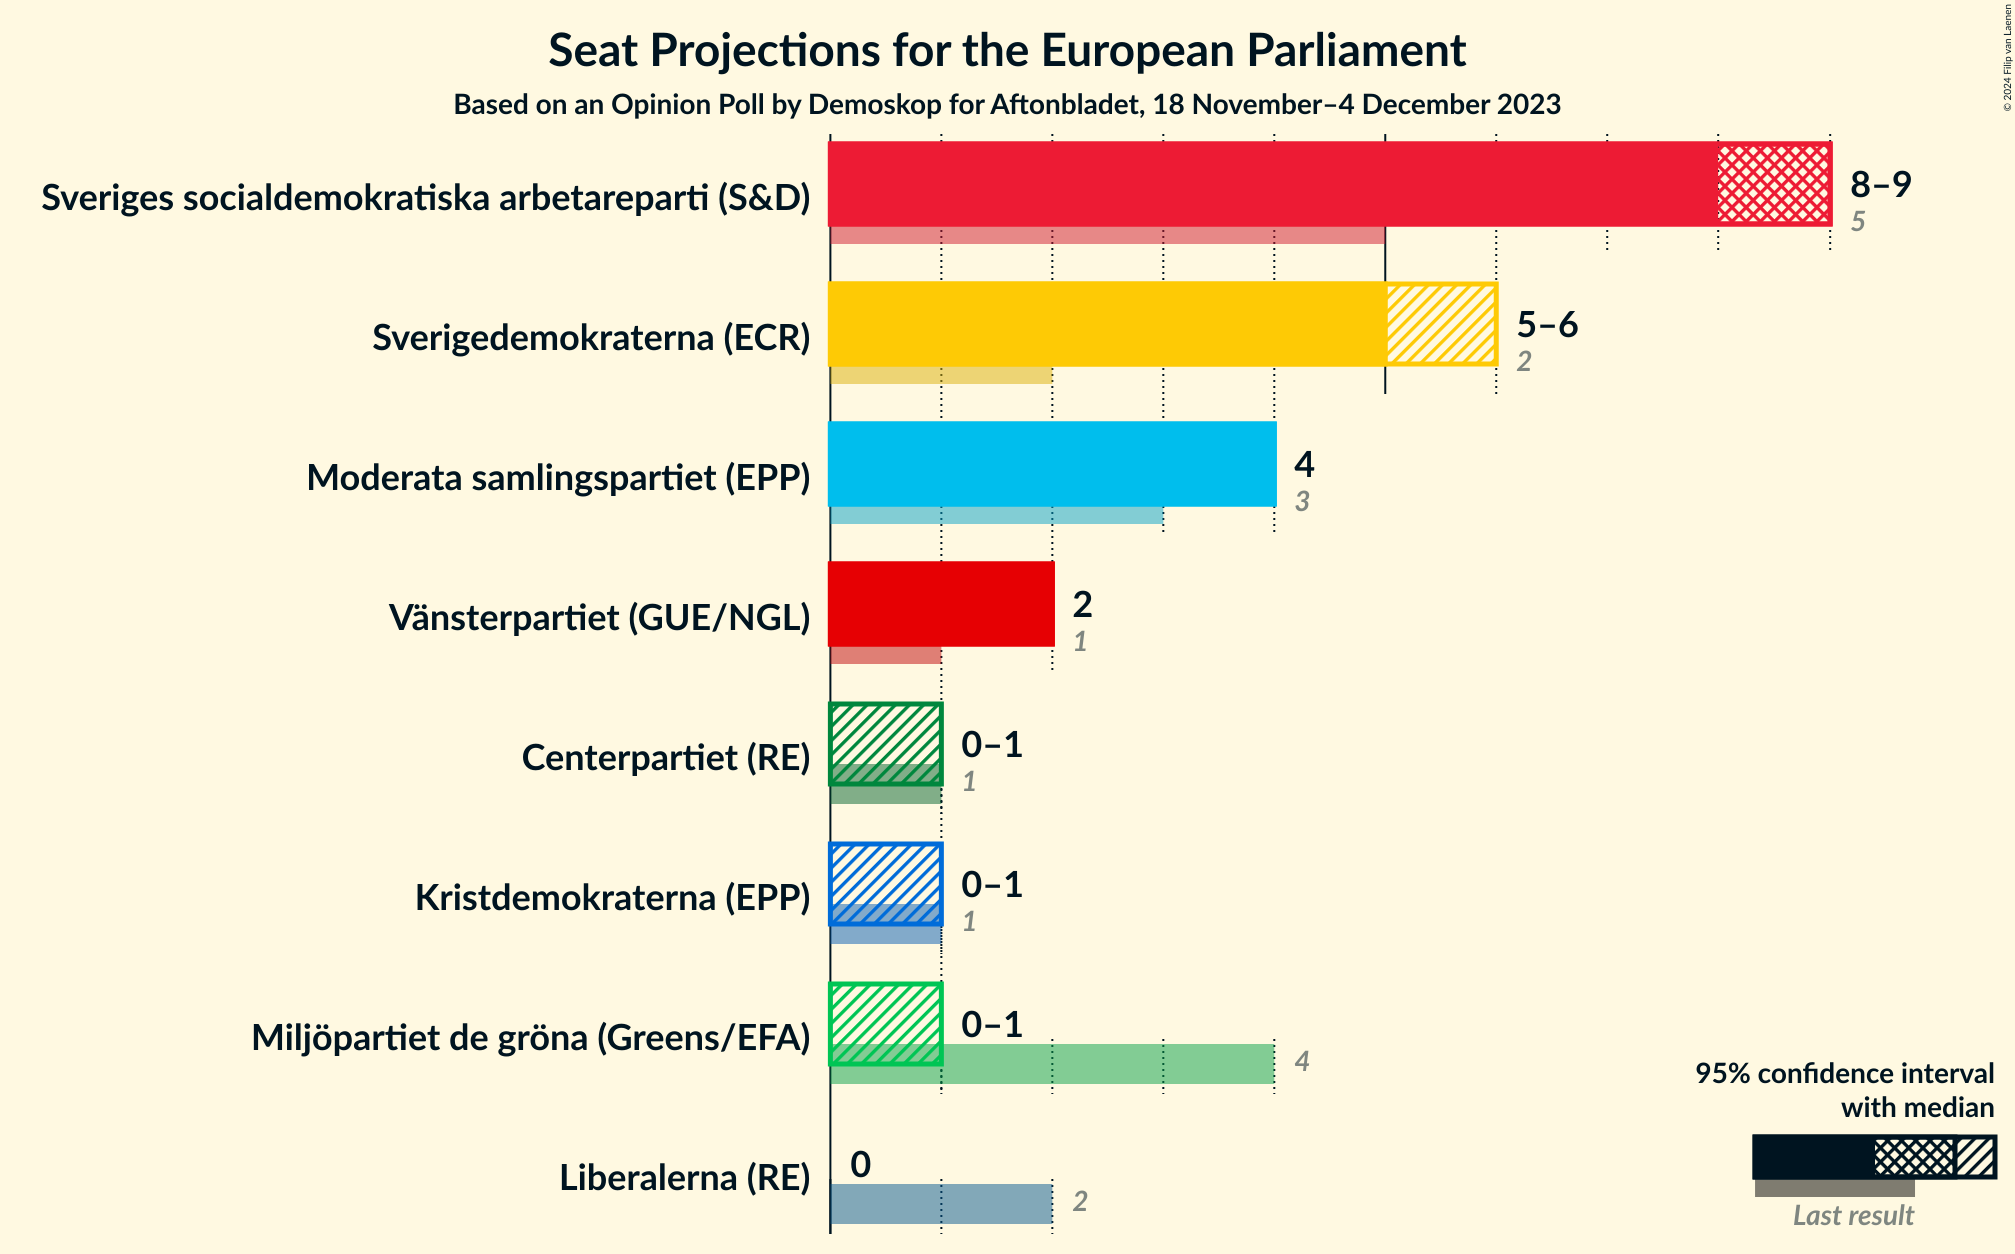 Seat Projections for the European Parliament
Based on an Opinion Poll by Demoskop for Aftonbladet, 18 November–4 December 2023
© 2024 Filip van Laenen
Sveriges socialdemokratiska arbetareparti (S&D)
8–9
5
Sverigedemokraterna (ECR)
5–6
2
Moderata samlingspartiet (EPP)
4
3
Vänsterpartiet (GUE/NGL)
2
1
Centerpartiet (RE)
0–1
1
Kristdemokraterna (EPP)
0–1
1
Miljöpartiet de gröna (Greens/EFA)
0–1
4
Liberalerna (RE)
0
2
95% confidence interval
with median
Last result